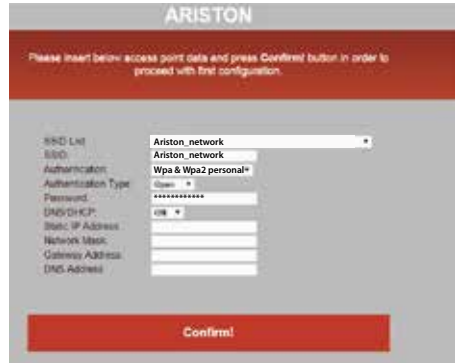 ARISTON
Please insert below access point data and press Confirm! button in order to
proceed with first configuration.
SSID List Ariston_network
SSID: Ariston_network
Authentication: Wpa & Wpa2 personal
Authentication Type: Open
Password: ************
DNS/DHCP:
Static IP Address:
Network Mask:
Gateway Address:
DNS Address:
Confirm!